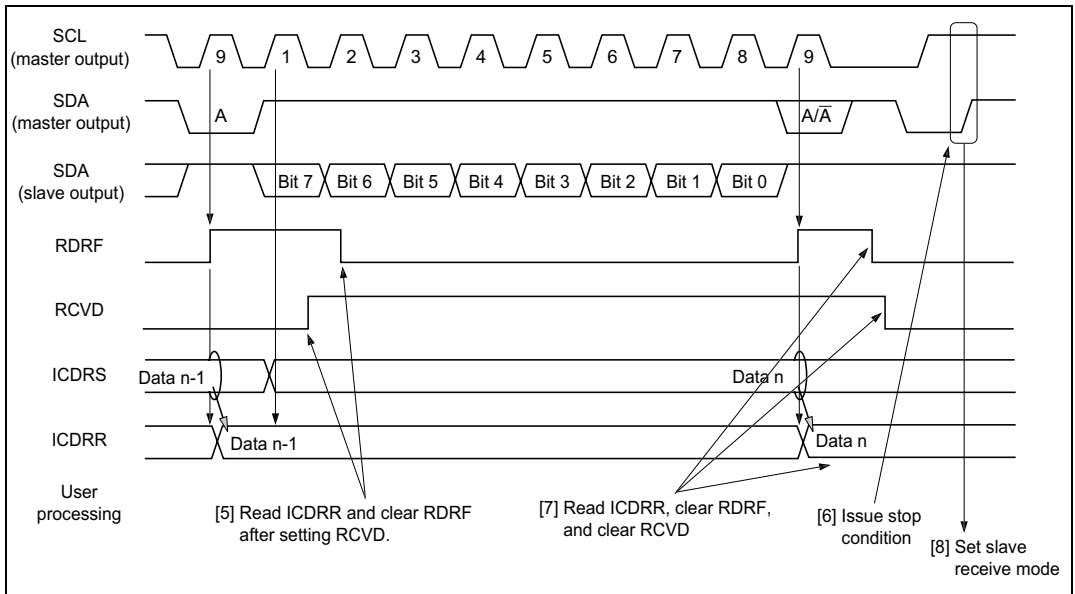 SCL
(master output)
9 1 2 3 4 5 6 7 8 9
SDA
(master output)
A A/A̅
SDA
(slave output)
Bit 7 Bit 6 Bit 5 Bit 4 Bit 3 Bit 2 Bit 1 Bit 0
RDRF
RCVD
ICDRS
Data n-1 Data n
ICDRR
Data n-1 Data n
User
processing
[5] Read ICDRR and clear RDRF
after setting RCVD.
[7] Read ICDRR, clear RDRF,
and clear RCVD
[6] Issue stop
condition
[8] Set slave
receive mode